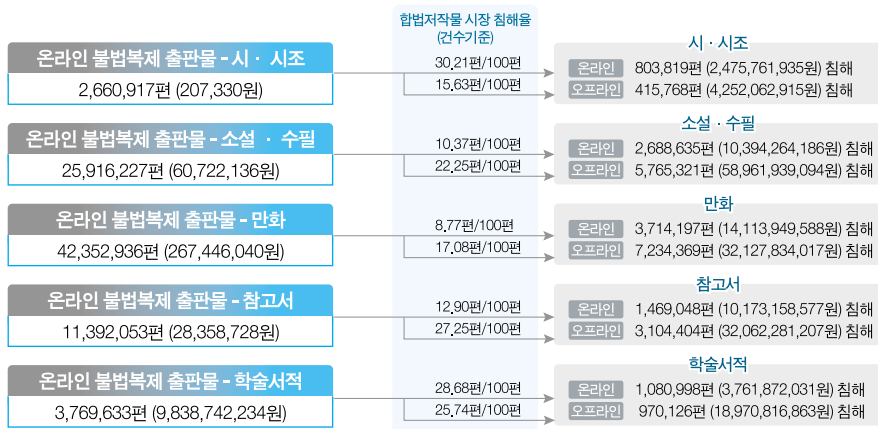 합법저작물 시장 침해율
(건수기준)
온라인 불법복제 출판물 - 시 · 시조
2,660,917편 (207,330원)
30.21편/100편
15.63편/100편
시 · 시조
온라인 803,819편 (2,475,761,935원) 침해
오프라인 415,768편 (4,252,062,915원) 침해
온라인 불법복제 출판물 - 소설 · 수필
25,916,227편 (60,722,136원)
10.37편/100편
22.25편/100편
소설 · 수필
온라인 2,688,635편 (10,394,264,186원) 침해
오프라인 5,765,321편 (58,961,939,094원) 침해
온라인 불법복제 출판물 - 만화
42,352,936편 (267,446,040원)
8.77편/100편
17.08편/100편
만화
온라인 3,714,197편 (14,113,949,588원) 침해
오프라인 7,234,369편 (32,127,834,017원) 침해
온라인 불법복제 출판물 - 참고서
11,392,053편 (28,358,728원)
12.90편/100편
27.25편/100편
참고서
온라인 1,469,048편 (10,173,158,577원) 침해
오프라인 3,104,404편 (32,062,281,207원) 침해
온라인 불법복제 출판물 - 학술서적
3,769,633편 (9,838,742,234원)
28.68편/100편
25.74편/100편
학술서적
온라인 1,080,998편 (3,761,872,031원) 침해
오프라인 970,126편 (18,970,816,863원) 침해